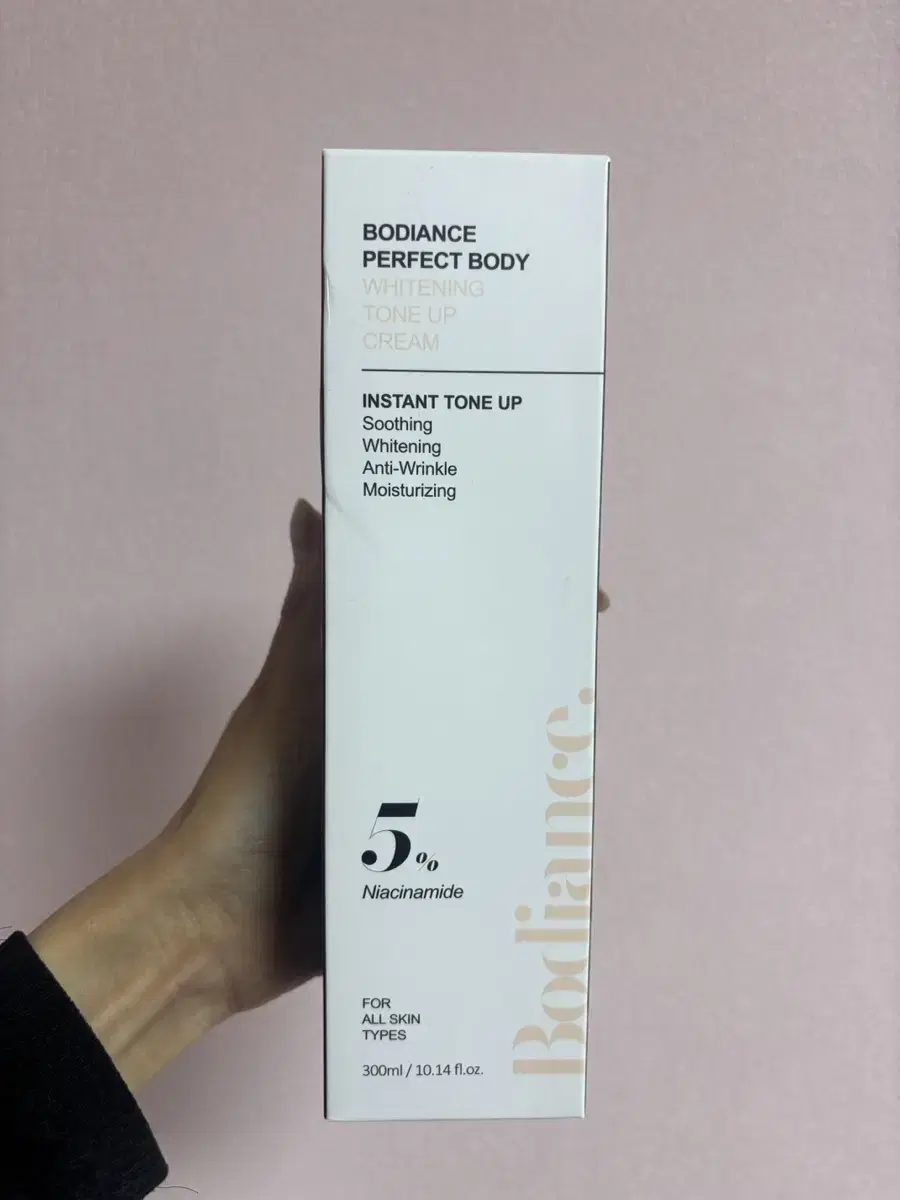 BODIANCE
PERFECT BODY
WHITENING
TONE UP
CREAM
INSTANT TONE UP
Soothing
Whitening
Anti-Wrinkle
Moisturizing
5%
Niacinamide
FOR
ALL SKIN
TYPES
300ml / 10.14 fl.oz.
Bodiance.